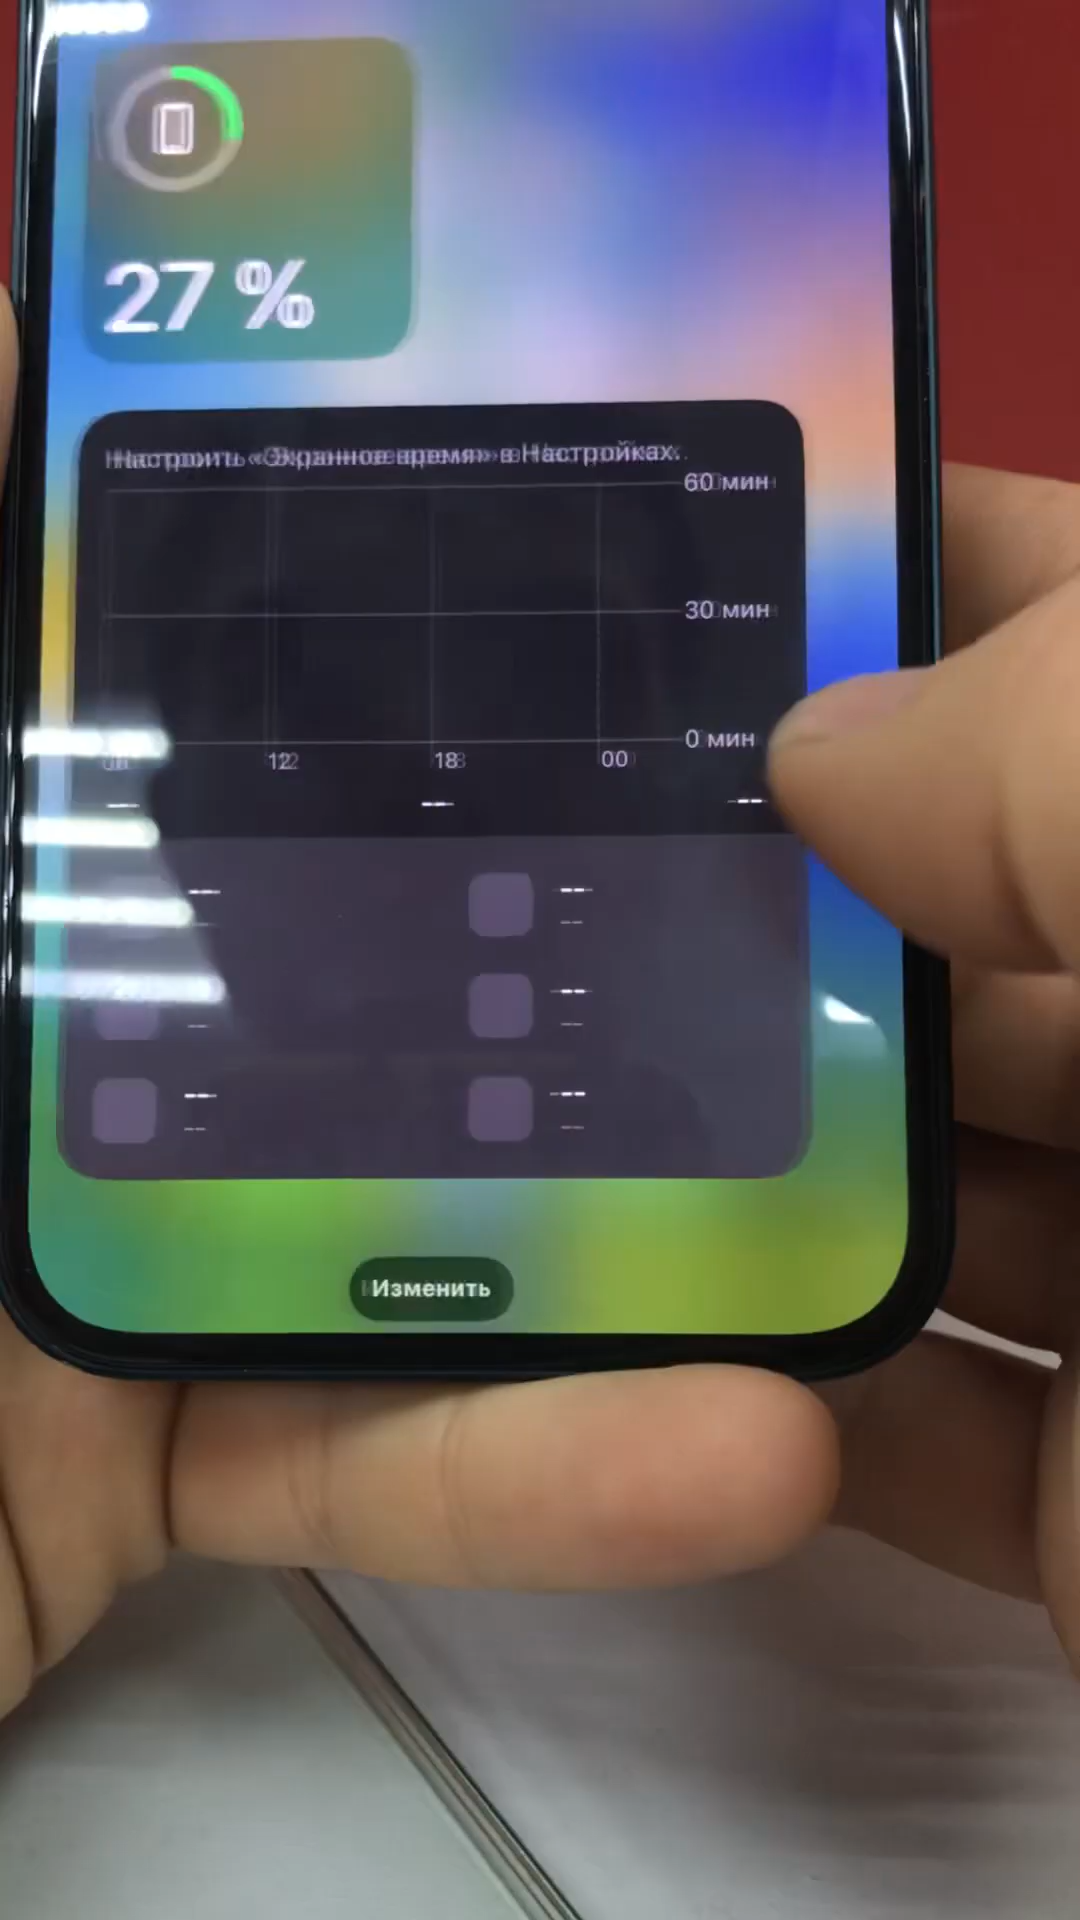 27 %
Настроить «Экранное время» в Настройках.
60 мин
30 мин
0 мин
12 18 00
-- --
-- --
-- --
-- --
-- --
-- --
-- --
Изменить